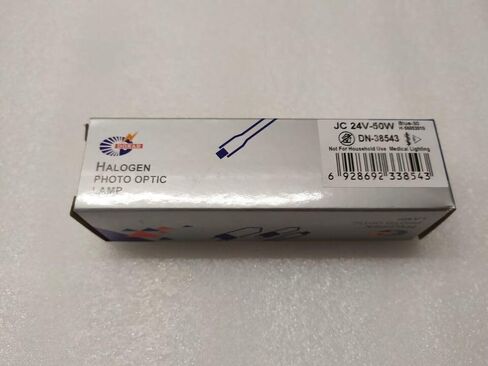 HALOGEN
PHOTO OPTIC
LAMP
JC 24V-50W
DN-38543
Not For Household Use Medical Lighting
6 928692 338543